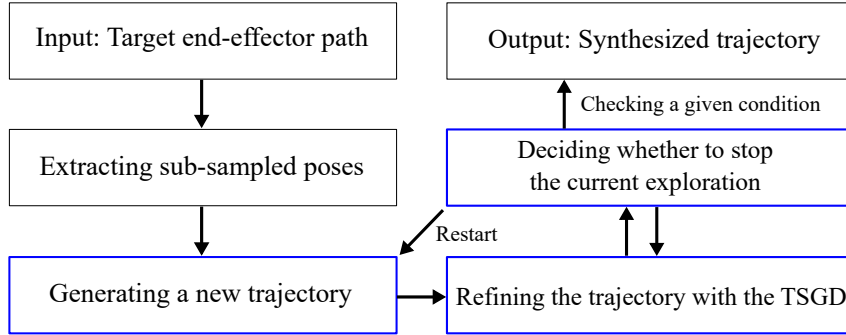 Input: Target end-effector path
Output: Synthesized trajectory
Checking a given condition
Extracting sub-sampled poses
Deciding whether to stop
the current exploration
Restart
Generating a new trajectory
Refining the trajectory with the TSGD